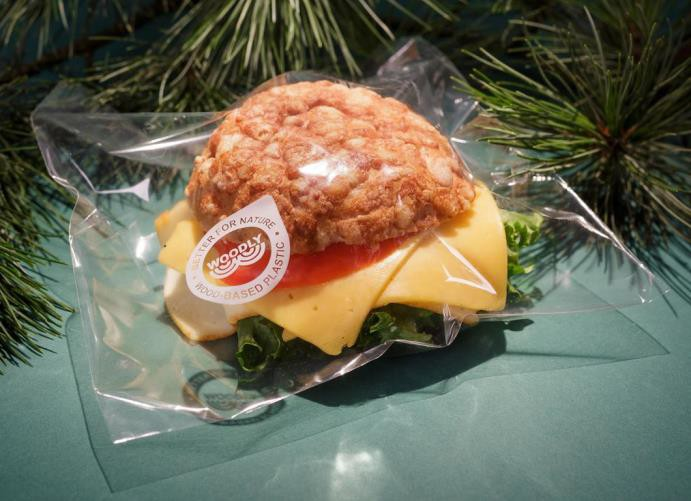 BETTER FOR NATURE •
WOODLY
WOOD-BASED PLASTIC •